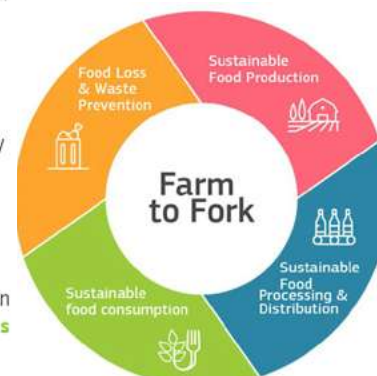 Food Loss
& Waste
Prevention
Sustainable
Food Production
Farm
to Fork
Sustainable
Food
Processing &
Distribution
Sustainable
food consumption